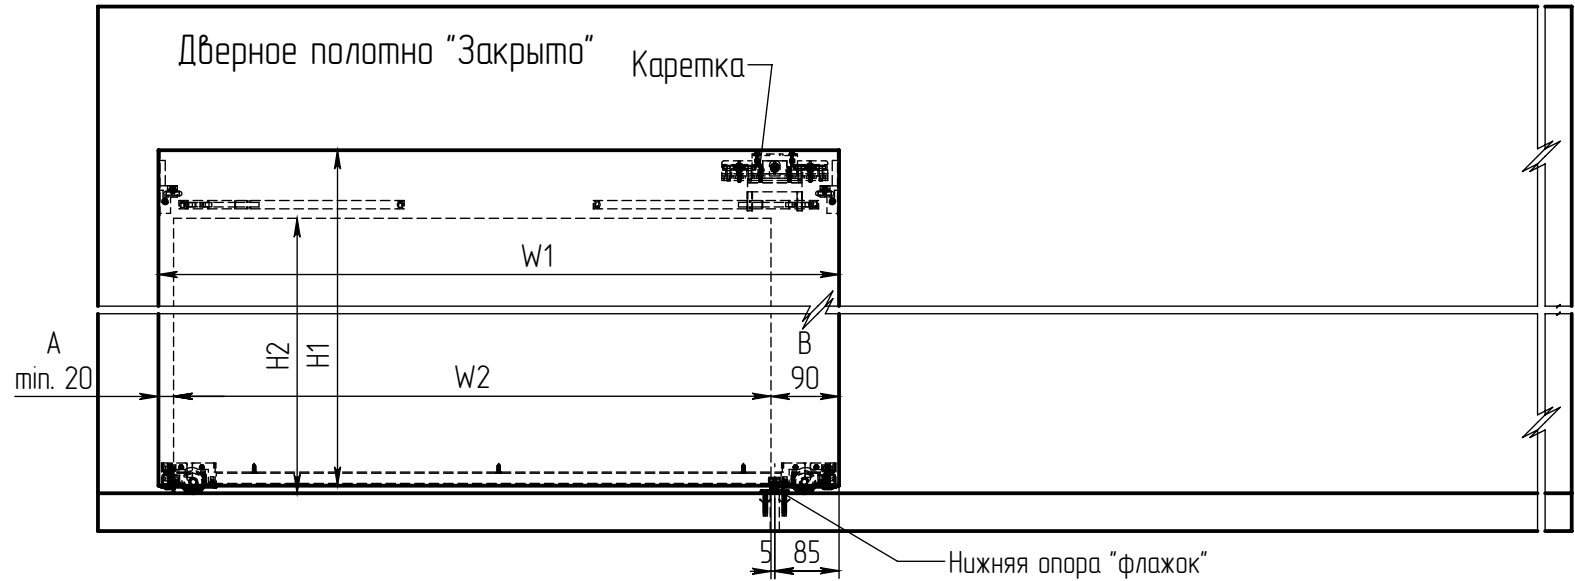 Дверное полотно "Закрыто"
Каретка
W1
A
min. 20
H2
H1
W2
B
90
5
85
Нижняя опора "флажок"